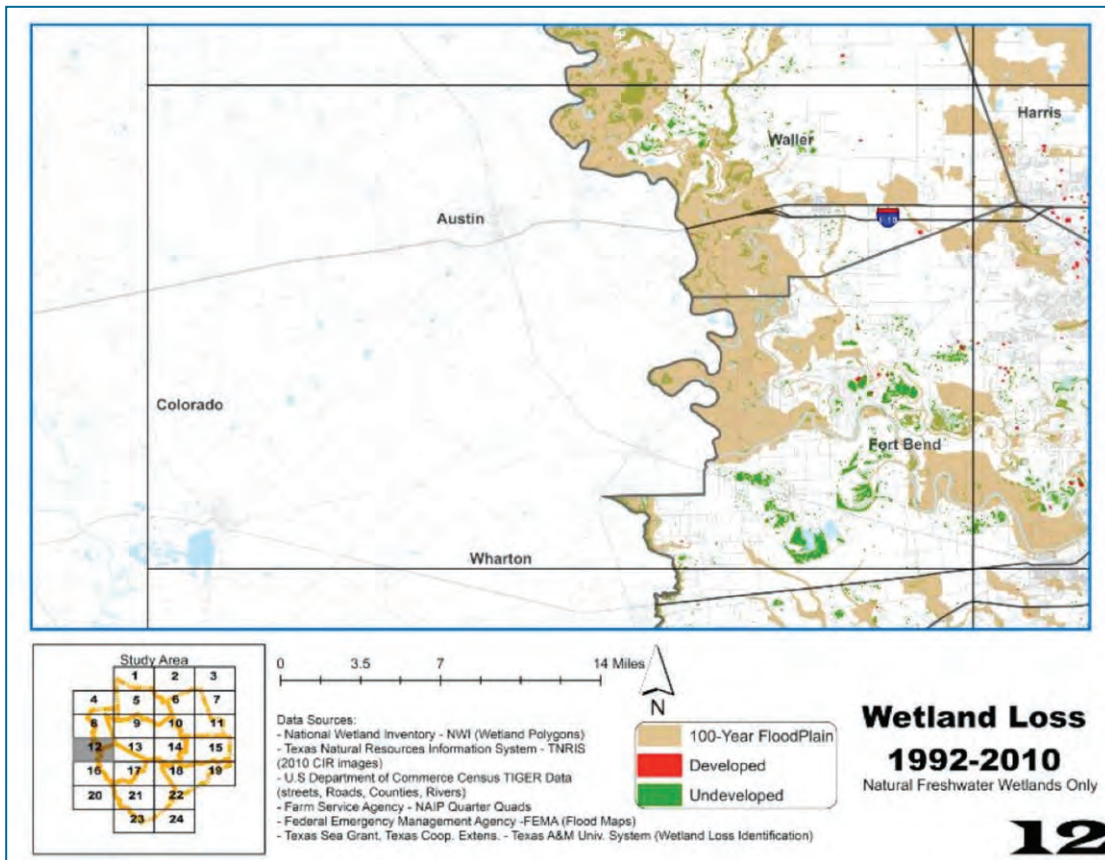 Harris
Waller
Austin
I-10
Colorado
Fort Bend
Wharton
Study Area
1 2 3
4 5 6 7
8 9 10 11
12 13 14 15
16 17 18 19
20 21 22
23 24
0 3.5 7 14 Miles
N
Data Sources:
- National Wetland Inventory - NWI (Wetland Polygons)
- Texas Natural Resources Information System - TNRIS
(2010 CIR images)
- U.S Department of Commerce Census TIGER Data
(streets, Roads, Counties, Rivers)
- Farm Service Agency - NAIP Quarter Quads
- Federal Emergency Management Agency -FEMA (Flood Maps)
- Texas Sea Grant, Texas Coop. Extens. - Texas A&M Univ. System (Wetland Loss Identification)
100-Year FloodPlain
Developed
Undeveloped
Wetland Loss
1992-2010
Natural Freshwater Wetlands Only
12